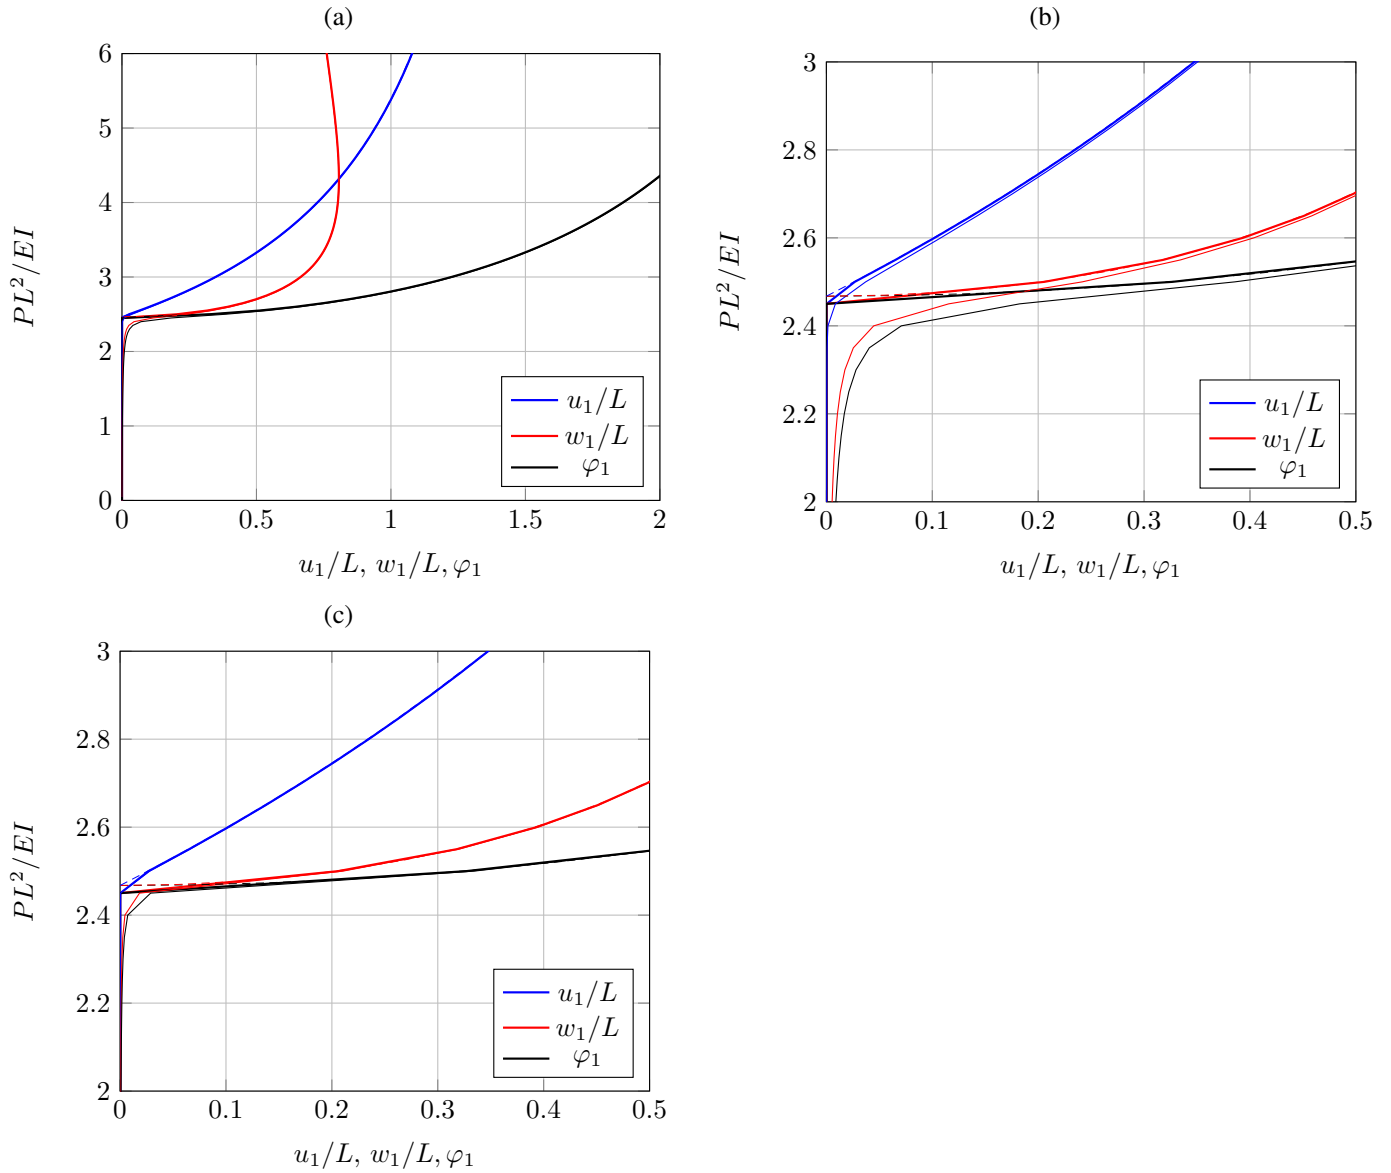 (a)
6
5
4
3
2
1
0
0 0.5 1 1.5 2
PL²/EI
u₁/L, w₁/L, φ₁
u₁/L
w₁/L
φ₁
(b)
3
2.8
2.6
2.4
2.2
2
0 0.1 0.2 0.3 0.4 0.5
PL²/EI
u₁/L, w₁/L, φ₁
u₁/L
w₁/L
φ₁
(c)
3
2.8
2.6
2.4
2.2
2
0 0.1 0.2 0.3 0.4 0.5
PL²/EI
u₁/L, w₁/L, φ₁
u₁/L
w₁/L
φ₁